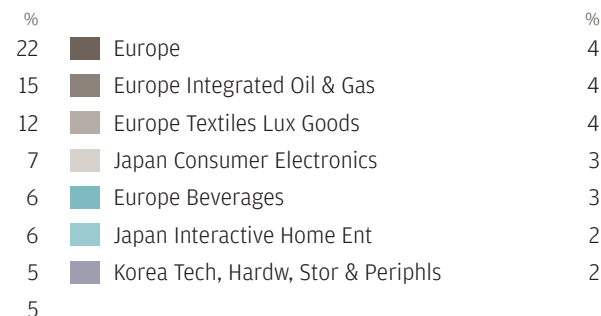 % %
22 Europe 4
15 Europe Integrated Oil & Gas 4
12 Europe Textiles Lux Goods 4
7 Japan Consumer Electronics 3
6 Europe Beverages 3
6 Japan Interactive Home Ent 2
5 Korea Tech, Hardw, Stor & Periphls 2
5